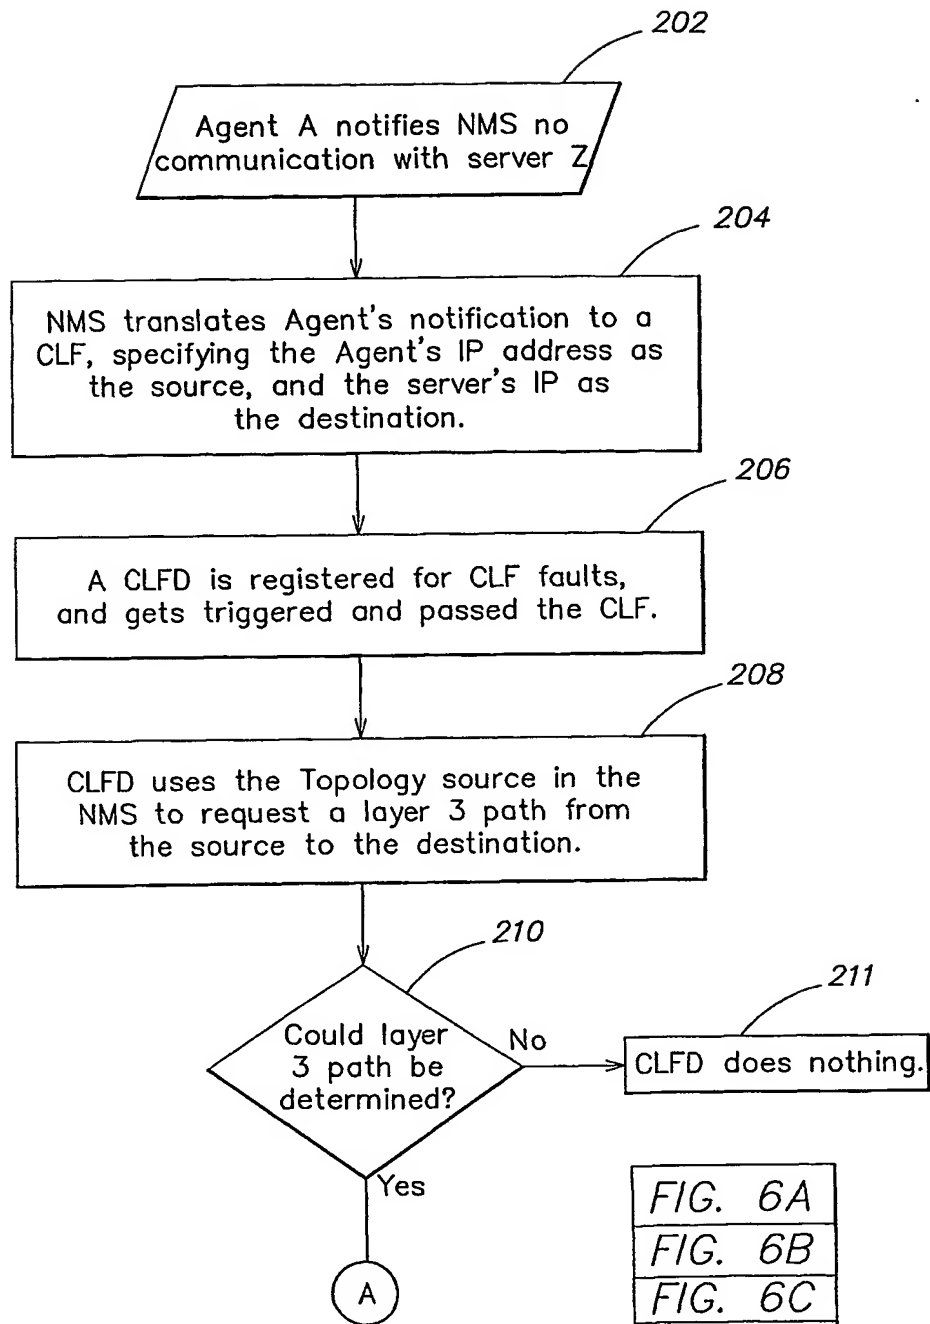 202
Agent A notifies NMS no
communication with server Z
204
NMS translates Agent's notification to a
CLF, specifying the Agent's IP address as
the source, and the server's IP as
the destination.
206
A CLFD is registered for CLF faults,
and gets triggered and passed the CLF.
208
CLFD uses the Topology source in the
NMS to request a layer 3 path from
the source to the destination.
210
Could layer
3 path be
determined?
No
211
CLFD does nothing.
Yes
A
FIG. 6A
FIG. 6B
FIG. 6C